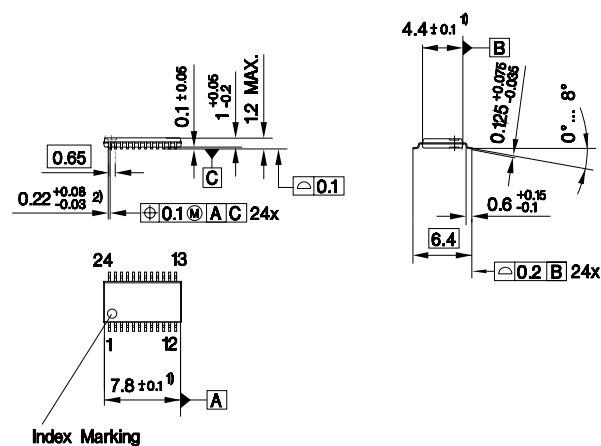 0.1 ±0.05
1 +0.05 -0.2
1.2 MAX.
0.65
C
⌓ 0.1
0.22 +0.08 -0.03 2)
⌖ 0.1 Ⓜ A C 24x
4.4 ±0.1 1)
B
0.125 +0.075 -0.035
0°... 8°
0.6 +0.15 -0.1
6.4
⌓ 0.2 B 24x
24 13
1 12
7.8 ±0.1 1)
A
Index Marking